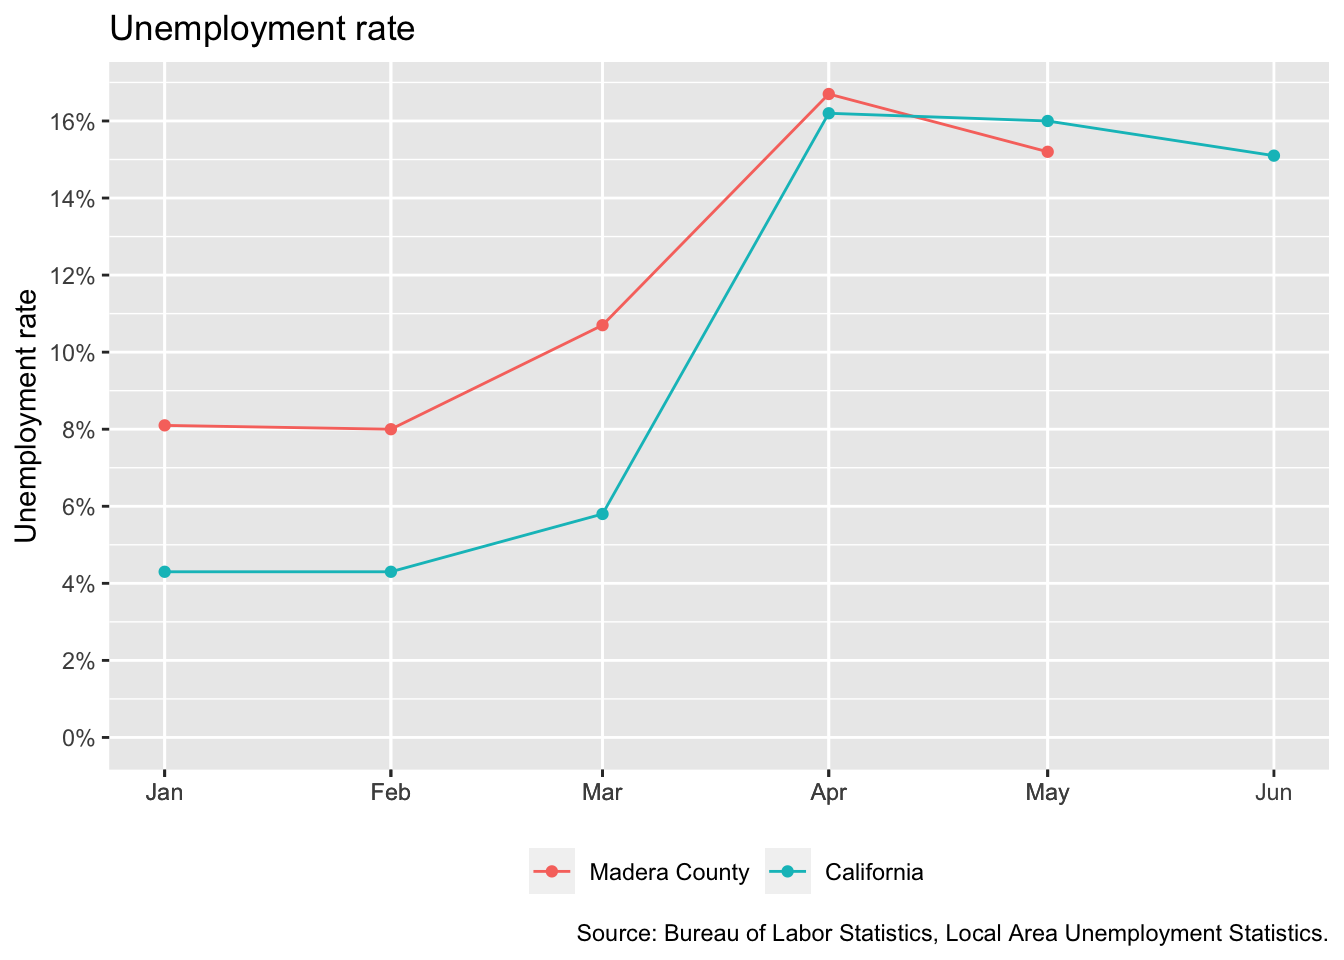 Unemployment rate
Unemployment rate
16%
14%
12%
10%
8%
6%
4%
2%
0%
Jan Feb Mar Apr May Jun
Madera County California
Source: Bureau of Labor Statistics, Local Area Unemployment Statistics.